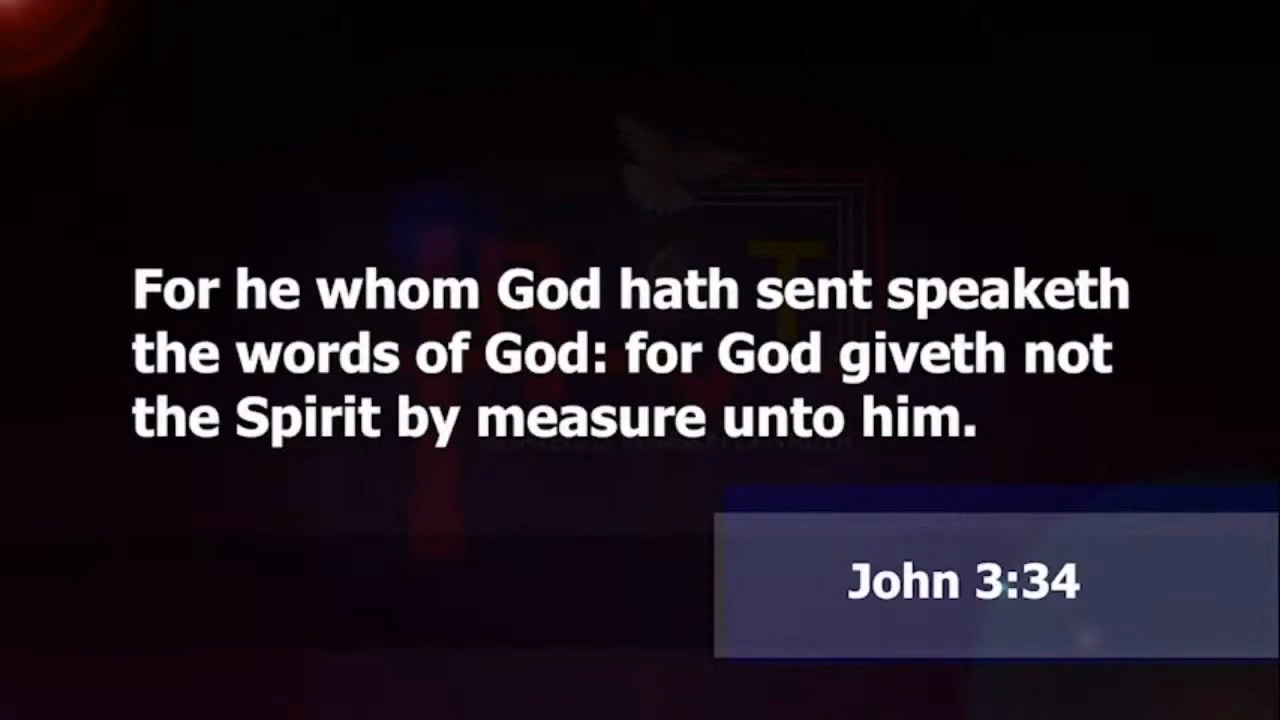 For he whom God hath sent speaketh
the words of God: for God giveth not
the Spirit by measure unto him.
John 3:34